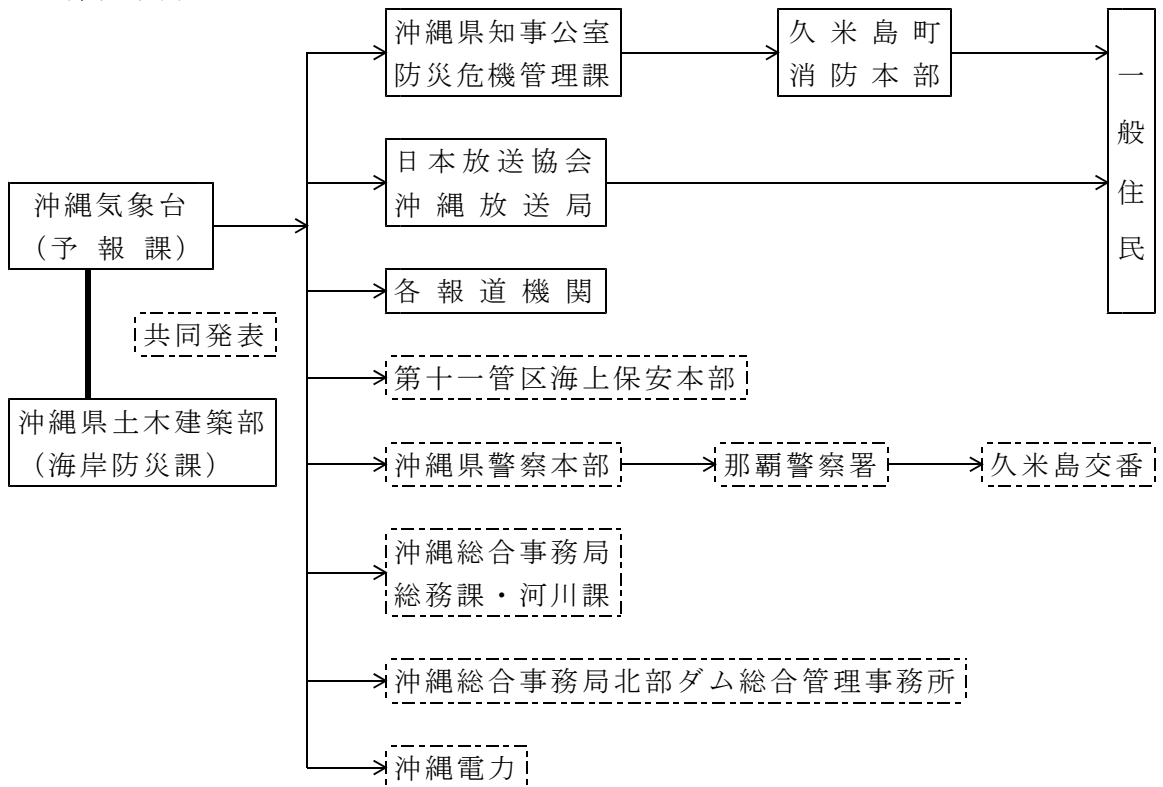 沖縄県知事公室
防災危機管理課
久米島町
消防本部
一般住民
日本放送協会
沖縄放送局
沖縄気象台
(予報課)
各報道機関
共同発表
第十一管区海上保安本部
沖縄県土木建築部
(海岸防災課)
沖縄県警察本部
那覇警察署
久米島交番
沖縄総合事務局
総務課・河川課
沖縄総合事務局北部ダム総合管理事務所
沖縄電力